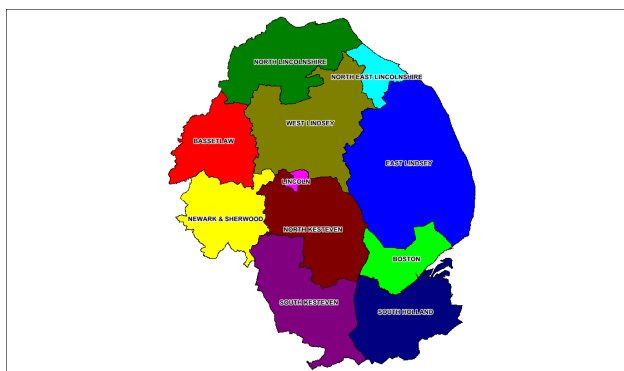 NORTH LINCOLNSHIRE
NORTH EAST LINCOLNSHIRE
WEST LINDSEY
BASSETLAW
EAST LINDSEY
LINCOLN
NEWARK & SHERWOOD
NORTH KESTEVEN
BOSTON
SOUTH KESTEVEN
SOUTH HOLLAND